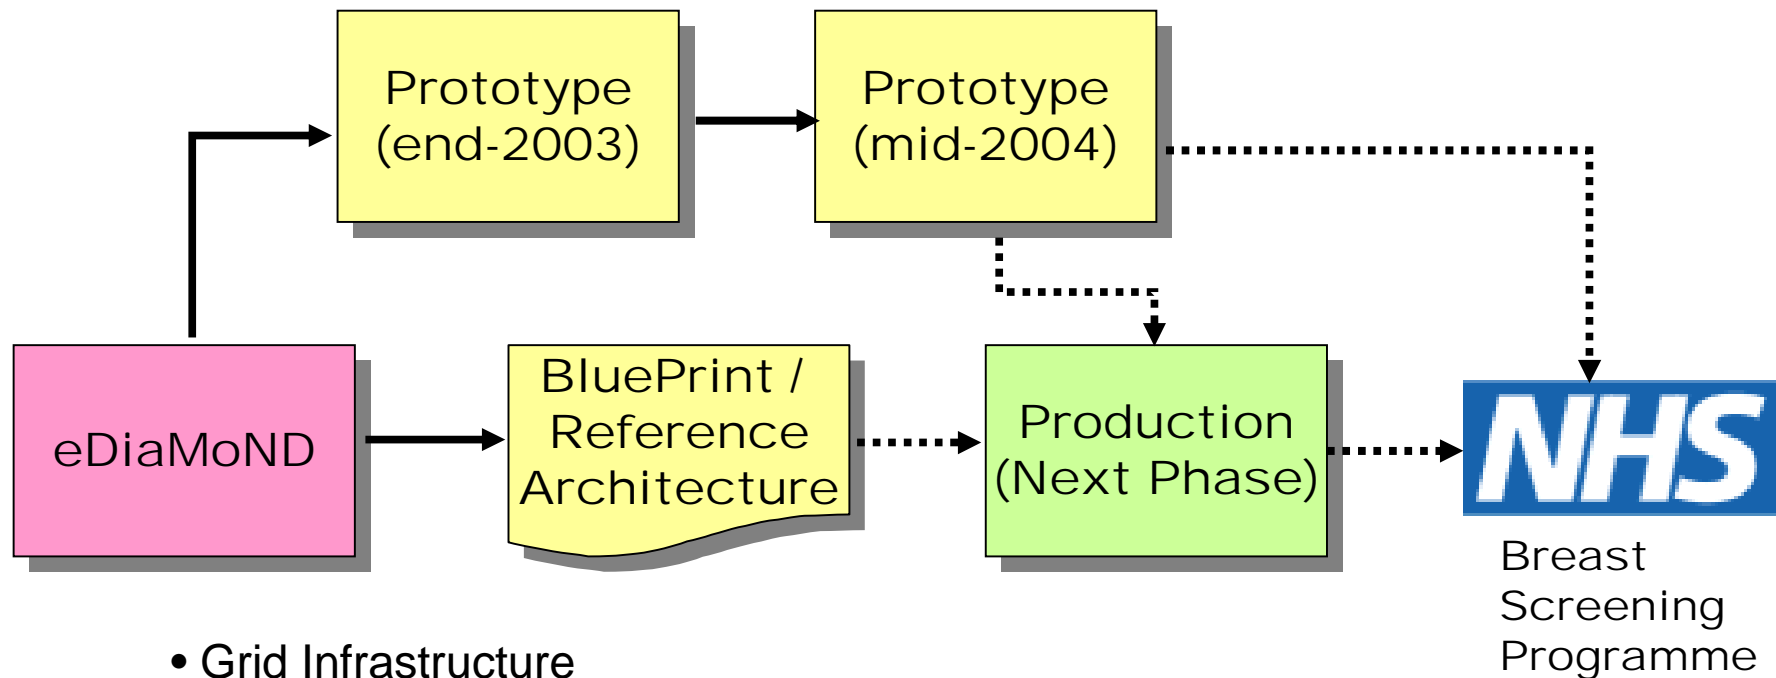 Prototype
(end-2003)
Prototype
(mid-2004)
eDiaMoND
BluePrint /
Reference
Architecture
Production
(Next Phase)
NHS
Breast
Screening
Programme
• Grid Infrastructure